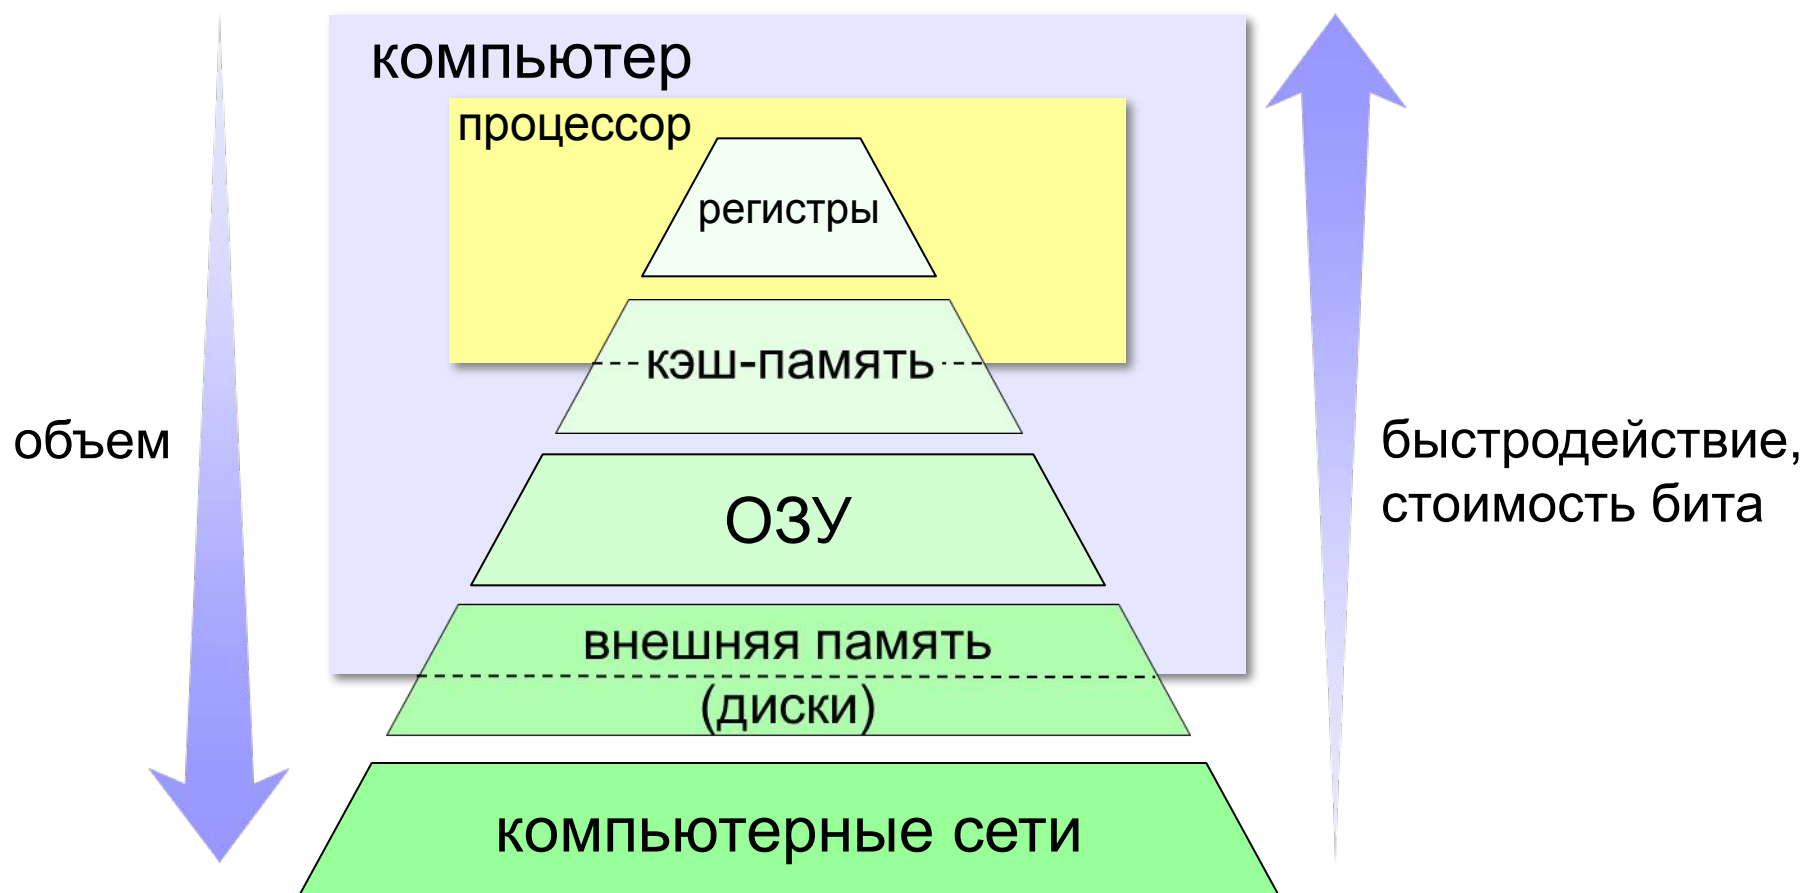 компьютер
процессор
регистры
кэш-память
объем
быстродействие,
стоимость бита
ОЗУ
внешняя память
(диски)
компьютерные сети